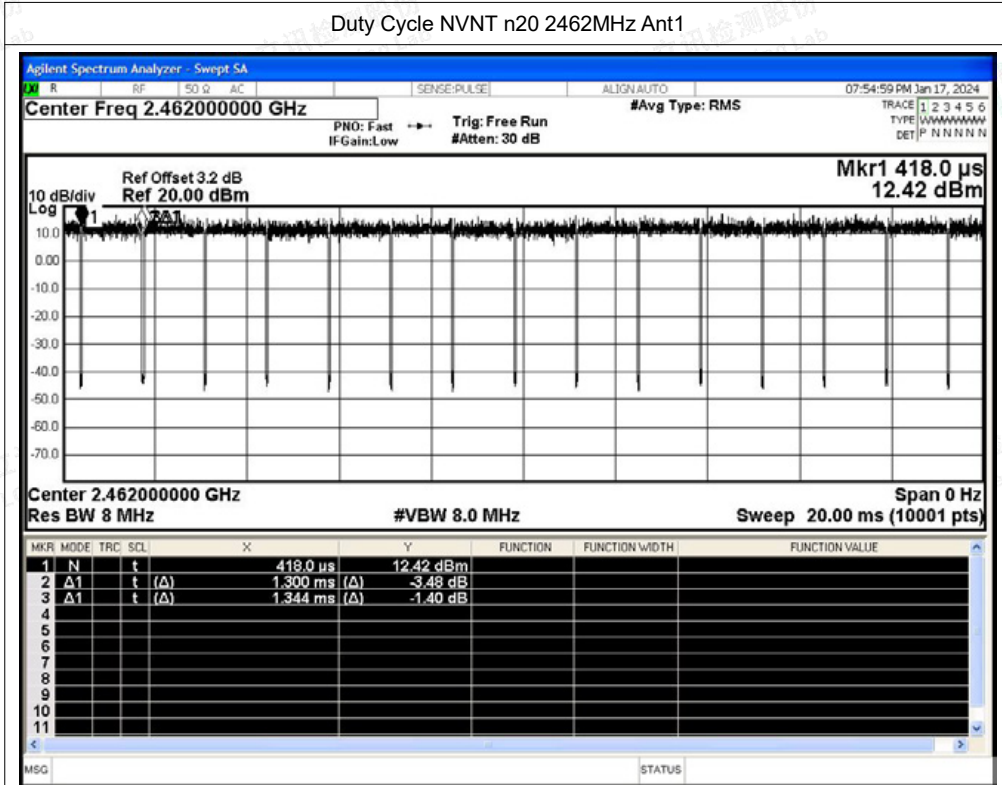 Duty Cycle NVNT n20 2462MHz Ant1
Agilent Spectrum Analyzer - Swept SA
R RF 50 Ω AC SENSE:PULSE ALIGN AUTO 07:54:59 PM Jan 17, 2024
Center Freq 2.462000000 GHz #Avg Type: RMS TRACE 1 2 3 4 5 6
PNO: Fast Trig: Free Run TYPE WWWWWW
IFGain:Low #Atten: 30 dB DET P N N N N N
Mkr1 418.0 µs
Ref Offset 3.2 dB
10 dB/div Ref 20.00 dBm 12.42 dBm
Log
1 2Δ1 3Δ1
10.0
0.00
-10.0
-20.0
-30.0
-40.0
-50.0
-60.0
-70.0
Center 2.462000000 GHz Span 0 Hz
Res BW 8 MHz #VBW 8.0 MHz Sweep 20.00 ms (10001 pts)
MKR MODE TRC SCL X Y FUNCTION FUNCTION WIDTH FUNCTION VALUE
1 N t 418.0 µs 12.42 dBm
2 Δ1 t (Δ) 1.300 ms (Δ) -3.48 dB
3 Δ1 t (Δ) 1.344 ms (Δ) -1.40 dB
4
5
6
7
8
9
10
11
MSG STATUS